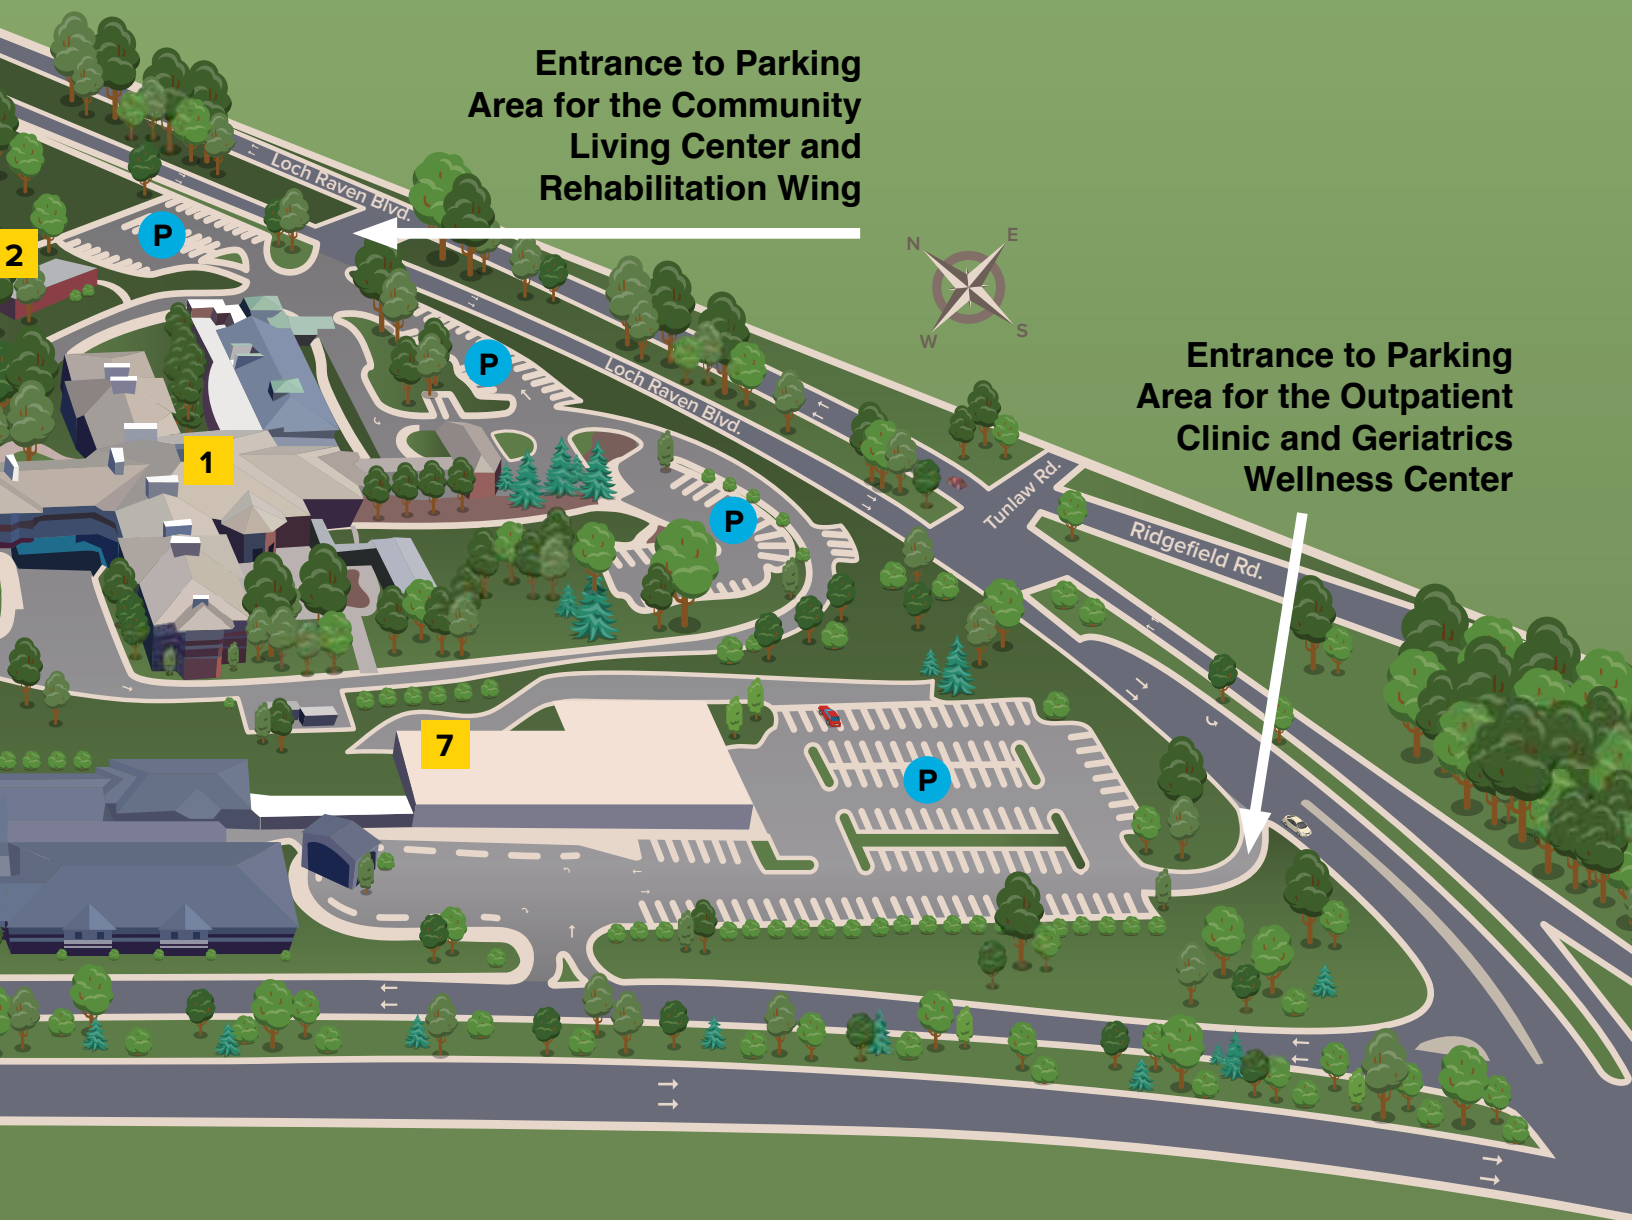 Entrance to Parking
Area for the Community
Living Center and
Rehabilitation Wing
Loch Raven Blvd.
P
2
N
E
S
W
P
Loch Raven Blvd.
Entrance to Parking
Area for the Outpatient
Clinic and Geriatrics
Wellness Center
1
P
Tunlaw Rd.
Ridgefield Rd.
7
P